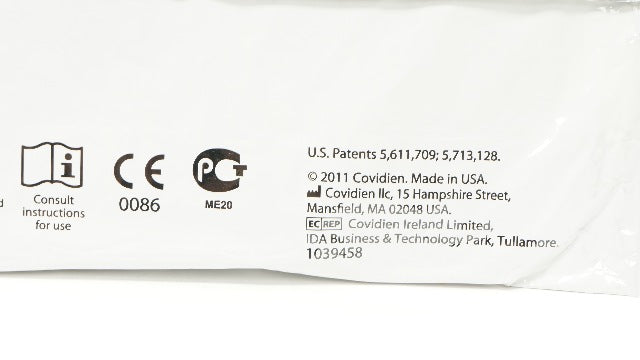 U.S. Patents 5,611,709; 5,713,128.
© 2011 Covidien. Made in USA.
Covidien llc, 15 Hampshire Street,
Mansfield, MA 02048 USA.
EC REP Covidien Ireland Limited,
IDA Business & Technology Park, Tullamore.
1039458
i
Consult
instructions
for use
CE
0086
РСТ
ME20
d